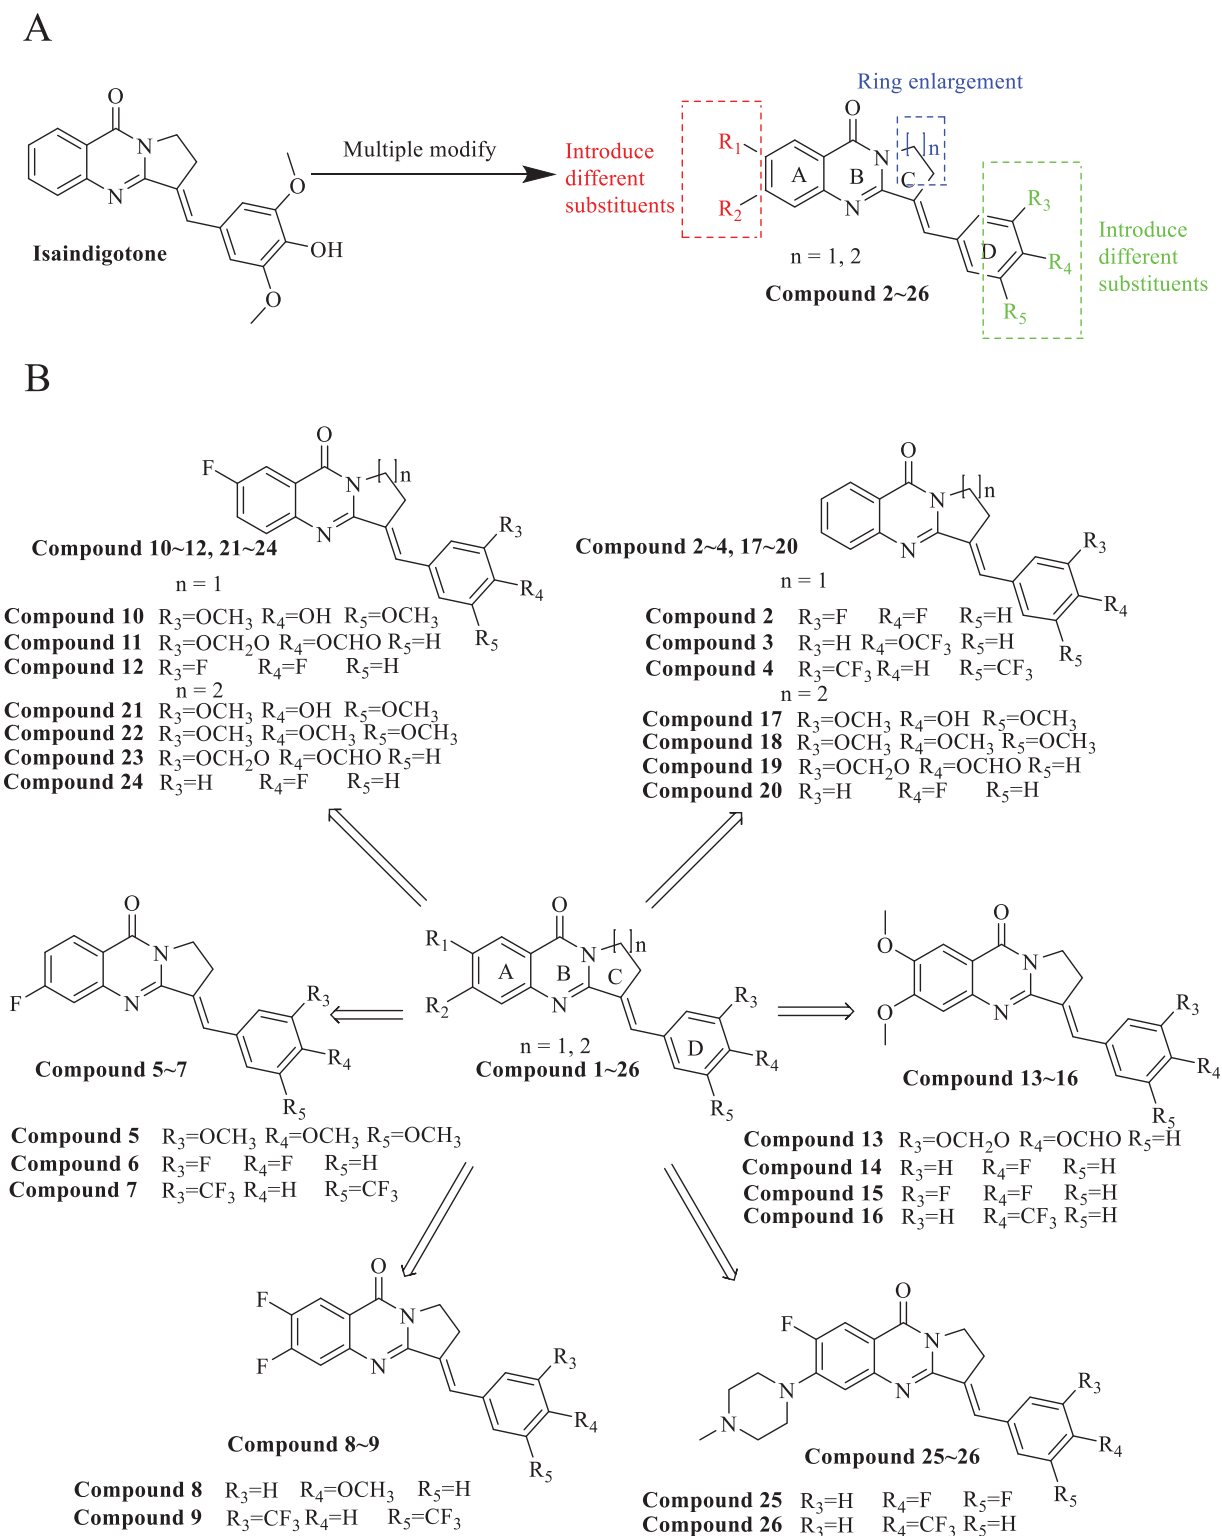 A
Ring enlargement
O
N
N
Isaindigotone
O
OH
O
Multiple modify
Introduce
different
substituents
R1
R2
O
N
N
[ ]n
A
B
C
D
R3
R4
R5
n = 1, 2
Compound 2~26
Introduce
different
substituents
B
F
O
N
N
[ ]n
R3
R4
R5
Compound 10~12, 21~24
n = 1
Compound 10 R3=OCH3 R4=OH R5=OCH3
Compound 11 R3=OCH2O R4=OCHO R5=H
Compound 12 R3=F R4=F R5=H
n = 2
Compound 21 R3=OCH3 R4=OH R5=OCH3
Compound 22 R3=OCH3 R4=OCH3 R5=OCH3
Compound 23 R3=OCH2O R4=OCHO R5=H
Compound 24 R3=H R4=F R5=H
O
N
N
[ ]n
R3
R4
R5
Compound 2~4, 17~20
n = 1
Compound 2 R3=F R4=F R5=H
Compound 3 R3=H R4=OCF3 R5=H
Compound 4 R3=CF3 R4=H R5=CF3
n = 2
Compound 17 R3=OCH3 R4=OH R5=OCH3
Compound 18 R3=OCH3 R4=OCH3 R5=OCH3
Compound 19 R3=OCH2O R4=OCHO R5=H
Compound 20 R3=H R4=F R5=H
F
O
N
N
R3
R4
R5
Compound 5~7
Compound 5 R3=OCH3 R4=OCH3 R5=OCH3
Compound 6 R3=F R4=F R5=H
Compound 7 R3=CF3 R4=H R5=CF3
R1
R2
O
N
N
[ ]n
A
B
C
D
R3
R4
R5
n = 1, 2
Compound 1~26
O
O
O
N
N
R3
R4
R5
Compound 13~16
Compound 13 R3=OCH2O R4=OCHO R5=H
Compound 14 R3=H R4=F R5=H
Compound 15 R3=F R4=F R5=H
Compound 16 R3=H R4=CF3 R5=H
F
F
O
N
N
R3
R4
R5
Compound 8~9
Compound 8 R3=H R4=OCH3 R5=H
Compound 9 R3=CF3 R4=H R5=CF3
F
N
N
O
N
N
R3
R4
R5
Compound 25~26
Compound 25 R3=H R4=F R5=F
Compound 26 R3=H R4=CF3 R5=H